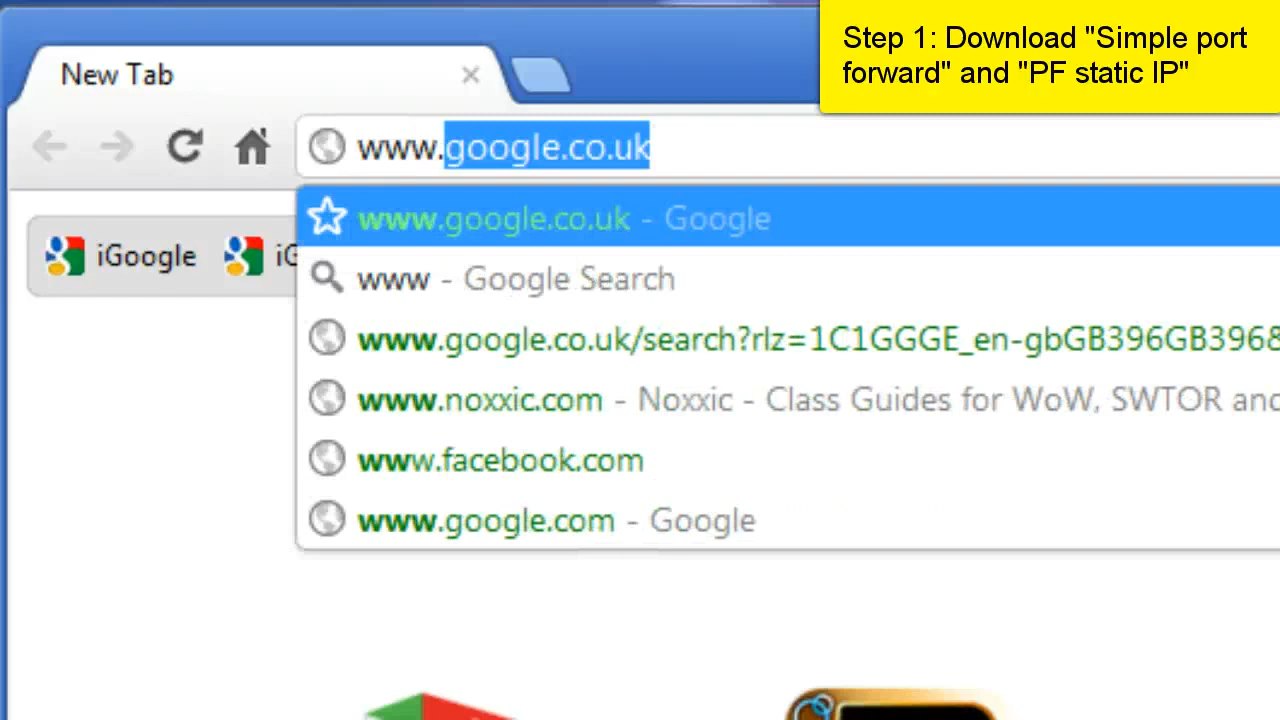 Step 1: Download "Simple port
forward" and "PF static IP"
New Tab
www.google.co.uk
www.google.co.uk - Google
iGoogle
www - Google Search
www.google.co.uk/search?rlz=1C1GGGE_en-gbGB396GB396&
www.noxxic.com - Noxxic - Class Guides for WoW, SWTOR and
www.facebook.com
www.google.com - Google